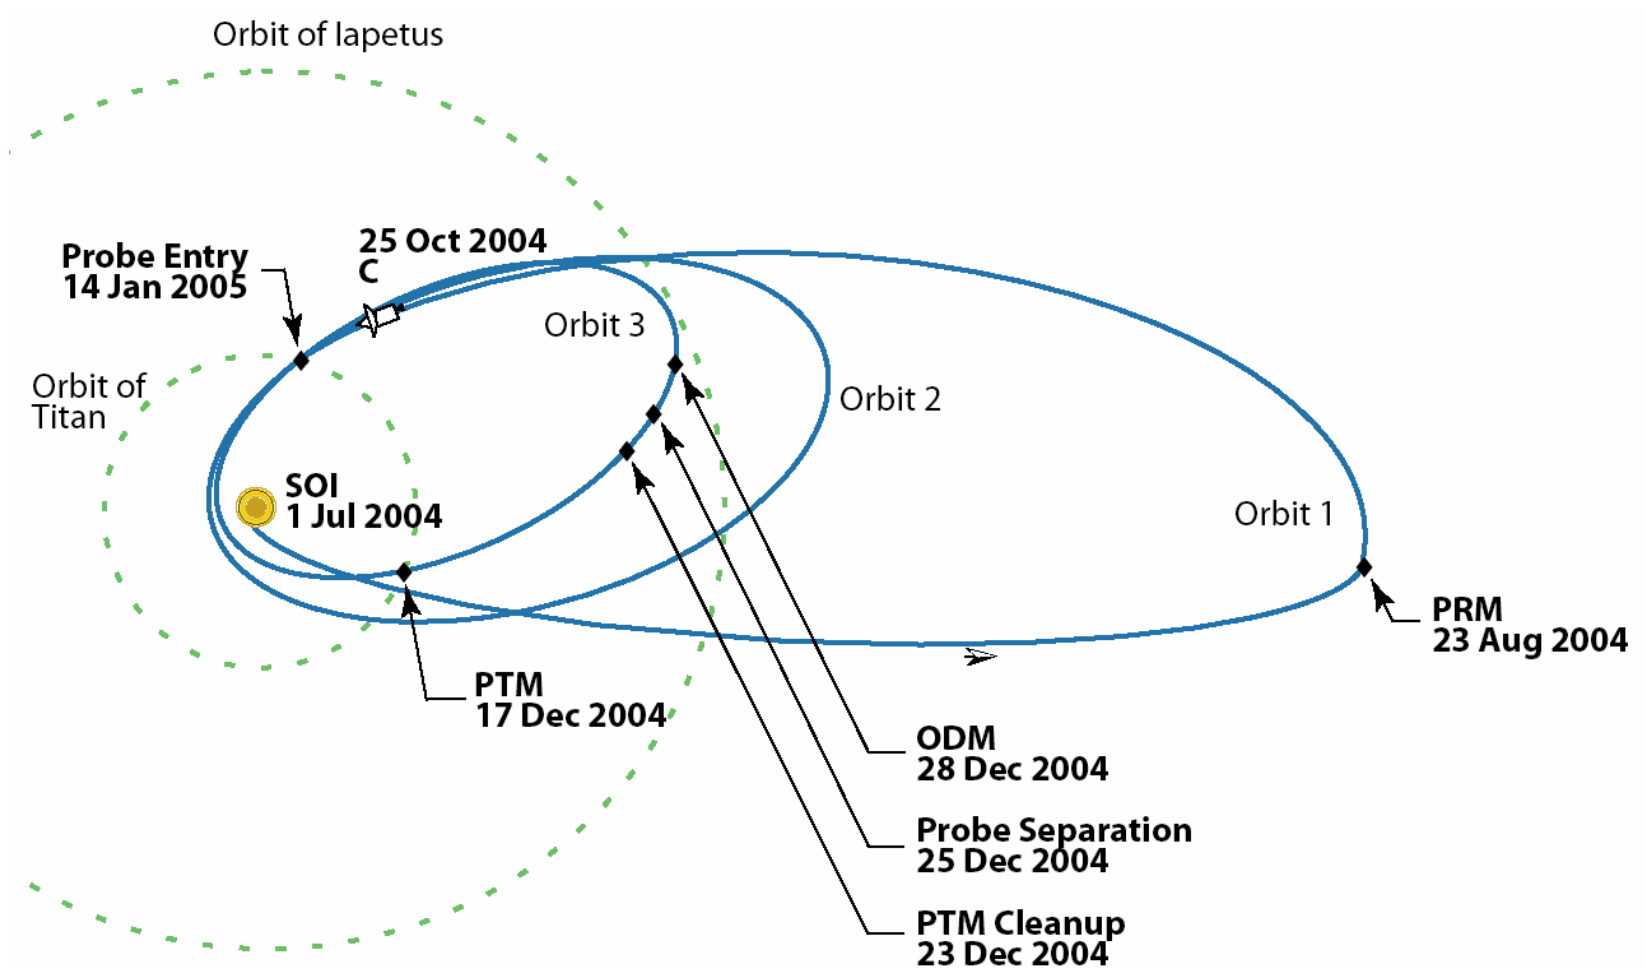 Orbit of Iapetus
25 Oct 2004
C
Probe Entry
14 Jan 2005
Orbit 3
Orbit of
Titan
Orbit 2
SOI
1 Jul 2004
Orbit 1
PRM
23 Aug 2004
PTM
17 Dec 2004
ODM
28 Dec 2004
Probe Separation
25 Dec 2004
PTM Cleanup
23 Dec 2004